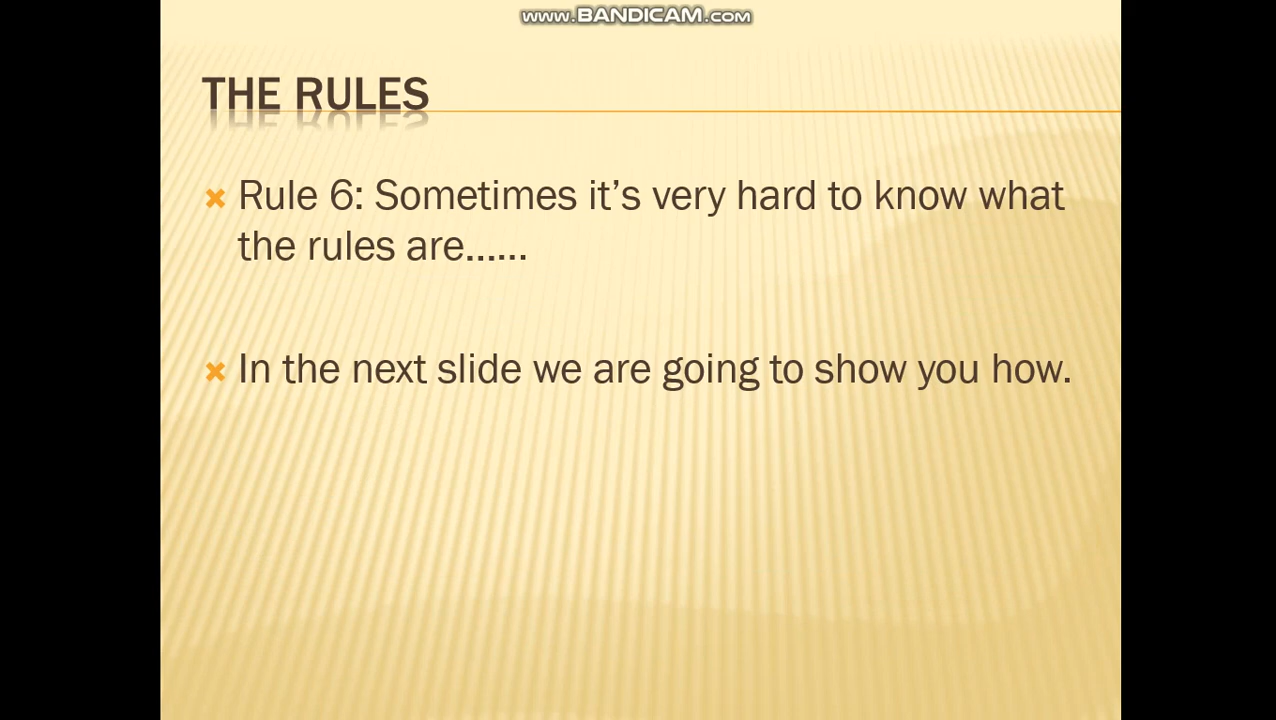 www.BANDICAM.com
THE RULES
Rule 6: Sometimes it’s very hard to know what
the rules are......
In the next slide we are going to show you how.